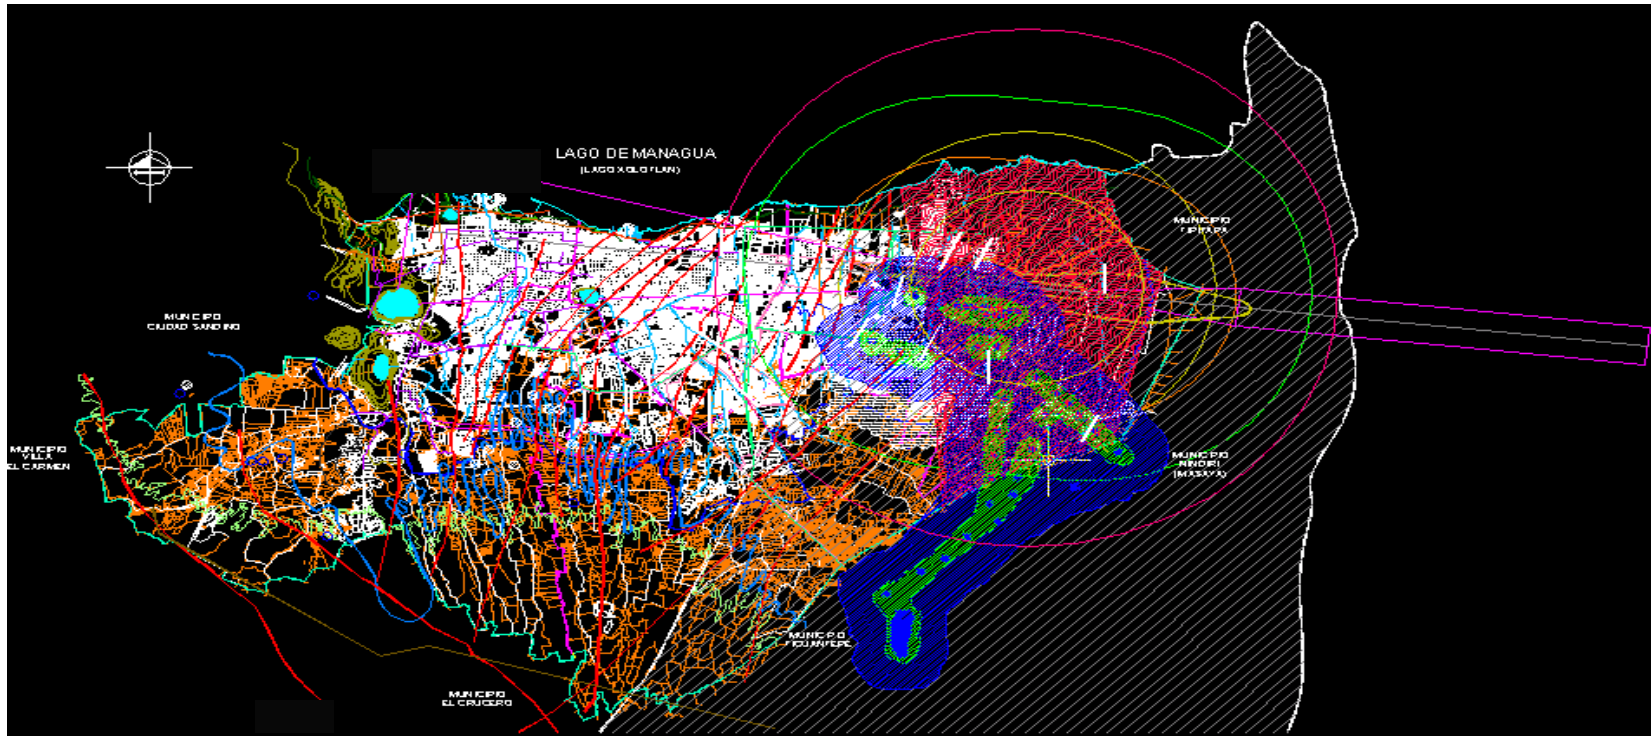 LAGO DE MANAGUA
(LAGO XOLOTLAN)
MUNICIPIO
TIPITAPA
MUNICIPIO
CIUDAD SANDINO
MUNICIPIO
VILLA
EL CARMEN
MUNICIPIO
NINDIRI
(MASAYA)
MUNICIPIO
TICUANTEPE
MUNICIPIO
EL CRUCERO